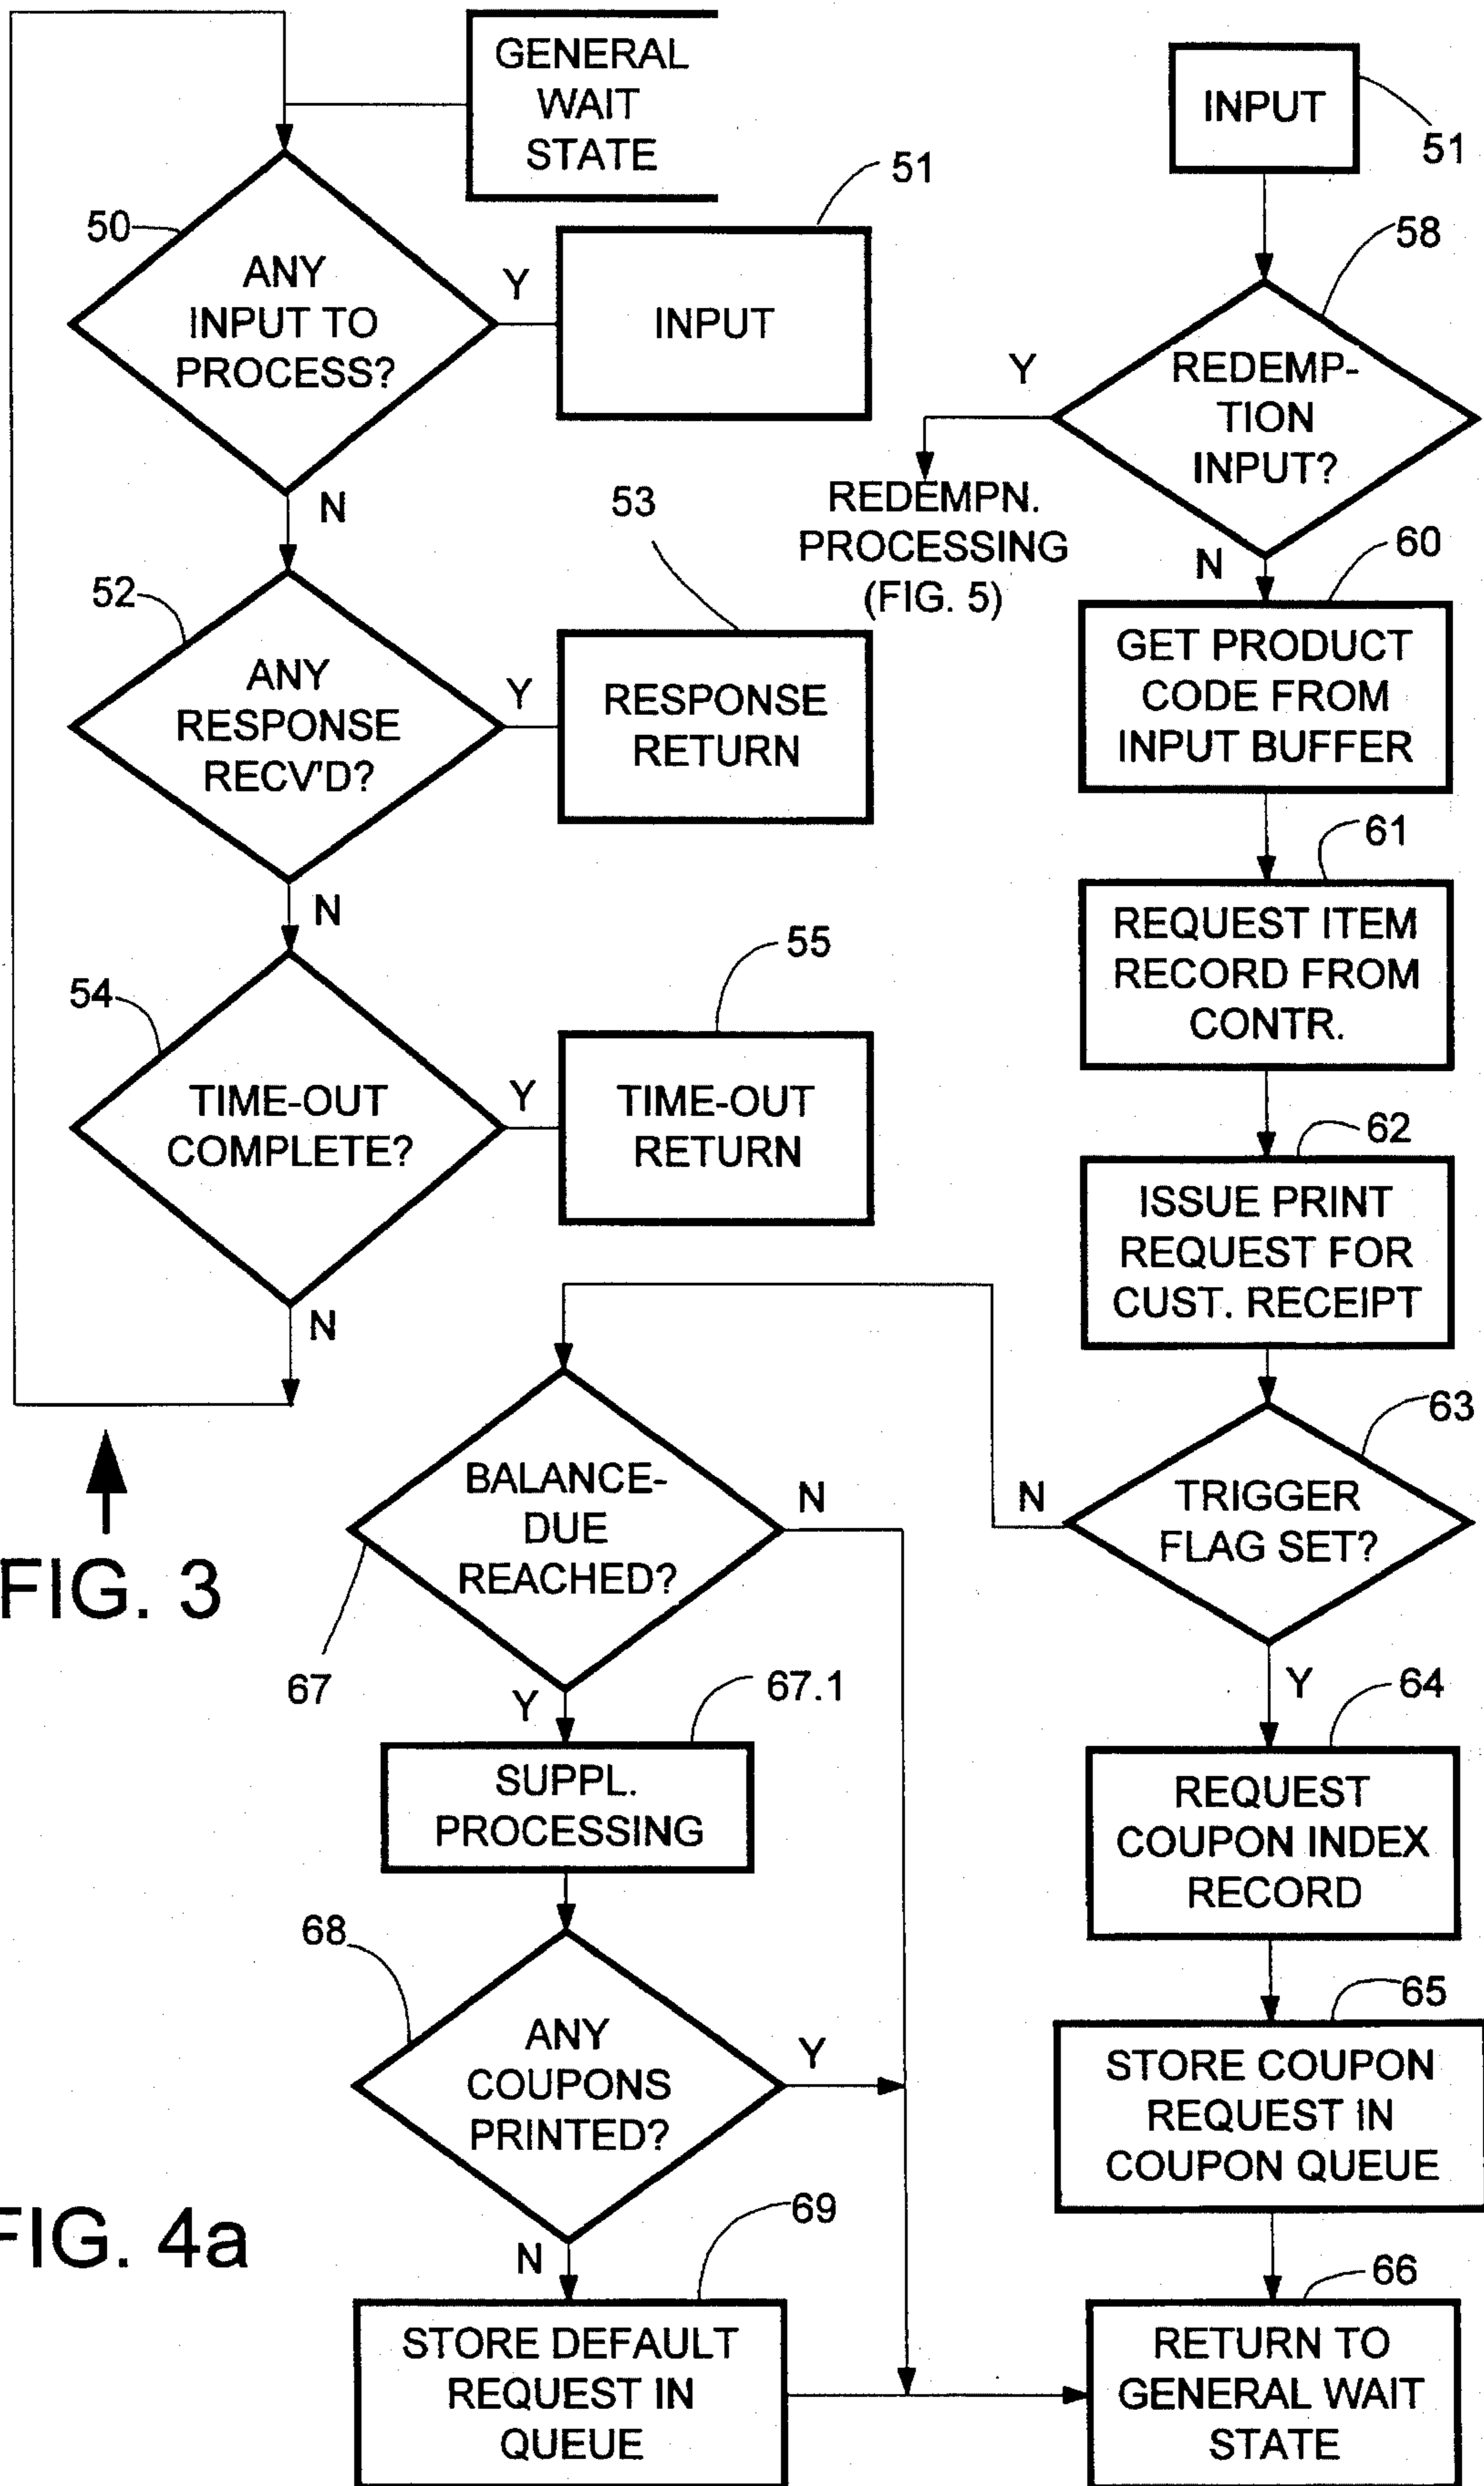 GENERAL
WAIT
STATE
50
ANY
INPUT TO
PROCESS?
Y
51
INPUT
N
52
ANY
RESPONSE
RECV'D?
Y
53
RESPONSE
RETURN
N
54
TIME-OUT
COMPLETE?
Y
55
TIME-OUT
RETURN
N
FIG. 3
INPUT
51
58
REDEMP-
TION
INPUT?
Y
REDEMPN.
PROCESSING
(FIG. 5)
N
60
GET PRODUCT
CODE FROM
INPUT BUFFER
61
REQUEST ITEM
RECORD FROM
CONTR.
62
ISSUE PRINT
REQUEST FOR
CUST. RECEIPT
63
TRIGGER
FLAG SET?
N
Y
64
REQUEST
COUPON INDEX
RECORD
65
STORE COUPON
REQUEST IN
COUPON QUEUE
66
RETURN TO
GENERAL WAIT
STATE
BALANCE-
DUE
REACHED?
N
67
Y
67.1
SUPPL.
PROCESSING
68
ANY
COUPONS
PRINTED?
Y
N
69
STORE DEFAULT
REQUEST IN
QUEUE
FIG. 4a